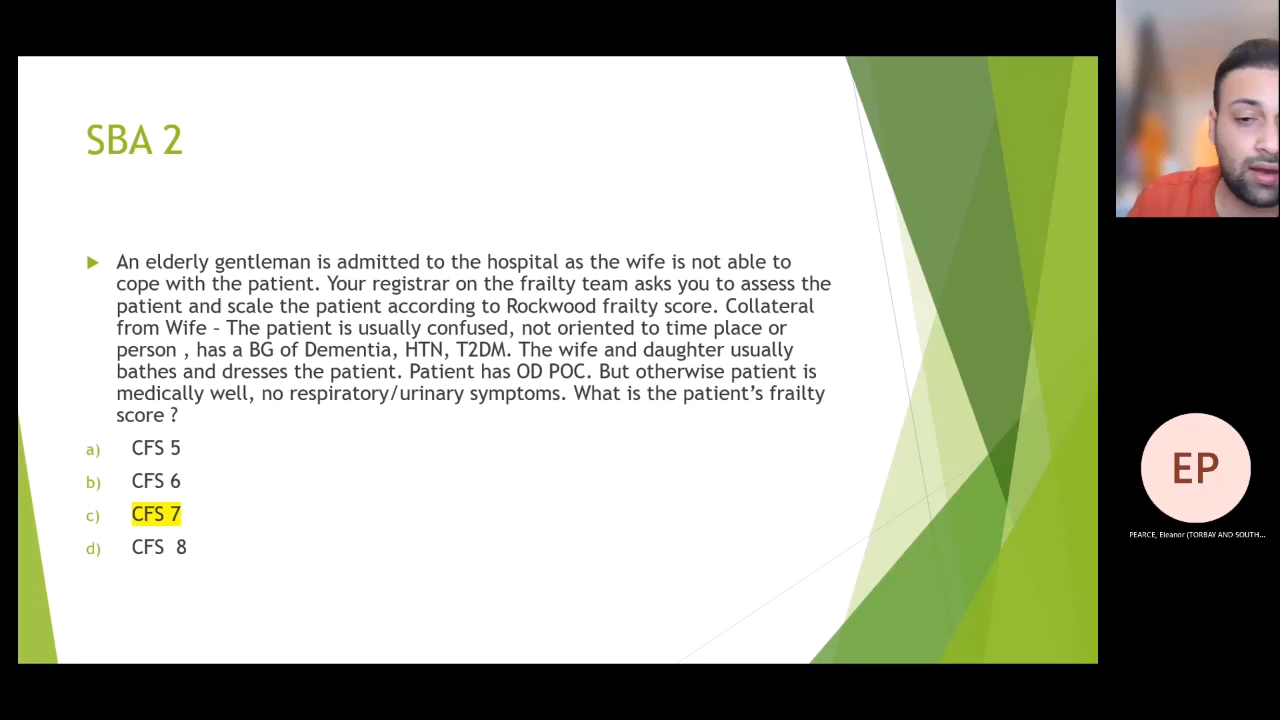 SBA 2
An elderly gentleman is admitted to the hospital as the wife is not able to
cope with the patient. Your registrar on the frailty team asks you to assess the
patient and scale the patient according to Rockwood frailty score. Collateral
from Wife – The patient is usually confused, not oriented to time place or
person , has a BG of Dementia, HTN, T2DM. The wife and daughter usually
bathes and dresses the patient. Patient has OD POC. But otherwise patient is
medically well, no respiratory/urinary symptoms. What is the patient’s frailty
score ?
a) CFS 5
b) CFS 6
c) CFS 7
d) CFS 8
EP
PEARCE, Eleanor (TORBAY AND SOUTH...